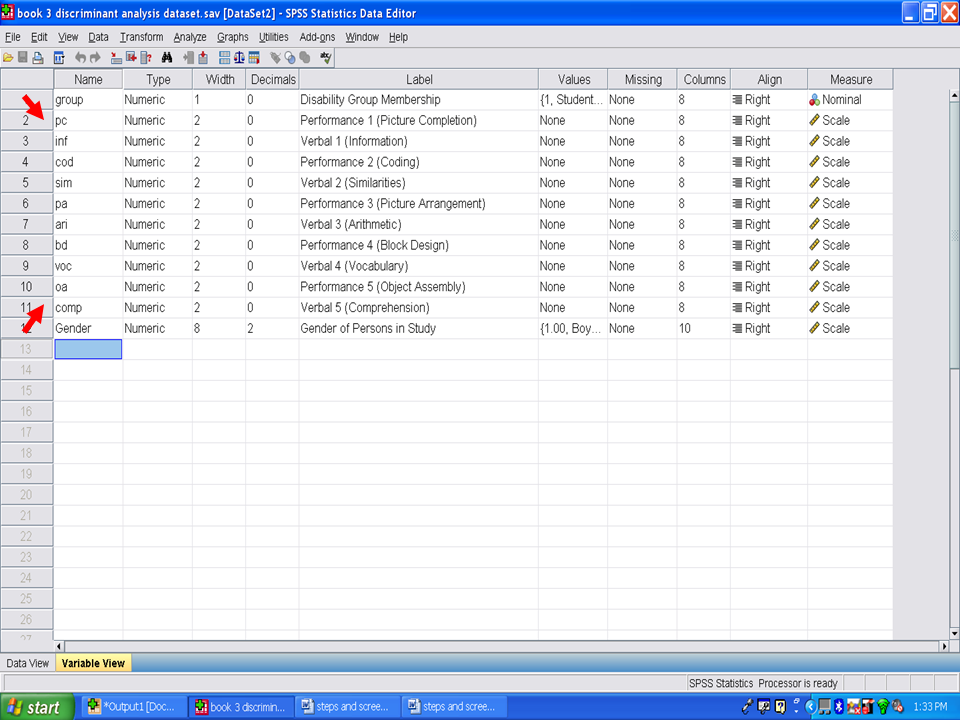 book 3 discriminant analysis dataset.sav [DataSet2] - SPSS Statistics Data Editor
File Edit View Data Transform Analyze Graphs Utilities Add-ons Window Help
Name Type Width Decimals Label Values Missing Columns Align Measure
group Numeric 1 0 Disability Group Membership {1, Student... None 8 Right Nominal
2 pc Numeric 2 0 Performance 1 (Picture Completion) None None 8 Right Scale
3 inf Numeric 2 0 Verbal 1 (Information) None None 8 Right Scale
4 cod Numeric 2 0 Performance 2 (Coding) None None 8 Right Scale
5 sim Numeric 2 0 Verbal 2 (Similarities) None None 8 Right Scale
6 pa Numeric 2 0 Performance 3 (Picture Arrangement) None None 8 Right Scale
7 ari Numeric 2 0 Verbal 3 (Arithmetic) None None 8 Right Scale
8 bd Numeric 2 0 Performance 4 (Block Design) None None 8 Right Scale
9 voc Numeric 2 0 Verbal 4 (Vocabulary) None None 8 Right Scale
10 oa Numeric 2 0 Performance 5 (Object Assembly) None None 8 Right Scale
11 comp Numeric 2 0 Verbal 5 (Comprehension) None None 8 Right Scale
Gender Numeric 8 2 Gender of Persons in Study {1.00, Boy... None 10 Right Scale
13
14
15
16
17
18
19
20
21
22
23
24
25
26
27
Data View Variable View
SPSS Statistics Processor is ready
start *Output1 [Doc... book 3 discrimin... steps and scree... steps and scree... 1:33 PM